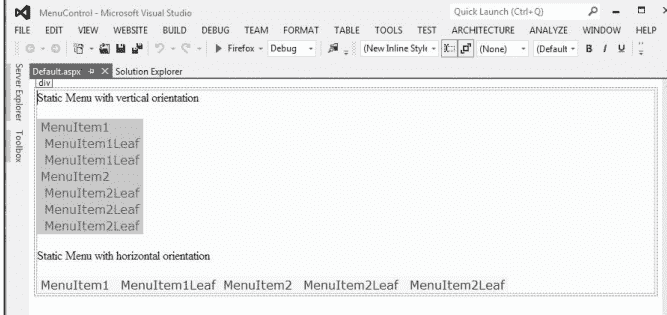 MenuControl - Microsoft Visual Studio
Quick Launch (Ctrl+Q)
FILE EDIT VIEW WEBSITE BUILD DEBUG TEAM FORMAT TABLE TOOLS TEST ARCHITECTURE ANALYZE WINDOW HELP
Firefox Debug (New Inline Style (None) (Default B I U
Server Explorer
Toolbox
Default.aspx Solution Explorer
div
Static Menu with vertical orientation
MenuItem1
MenuItem1Leaf
MenuItem1Leaf
MenuItem2
MenuItem2Leaf
MenuItem2Leaf
MenuItem2Leaf
Static Menu with horizontal orientation
MenuItem1 MenuItem1Leaf MenuItem2 MenuItem2Leaf MenuItem2Leaf